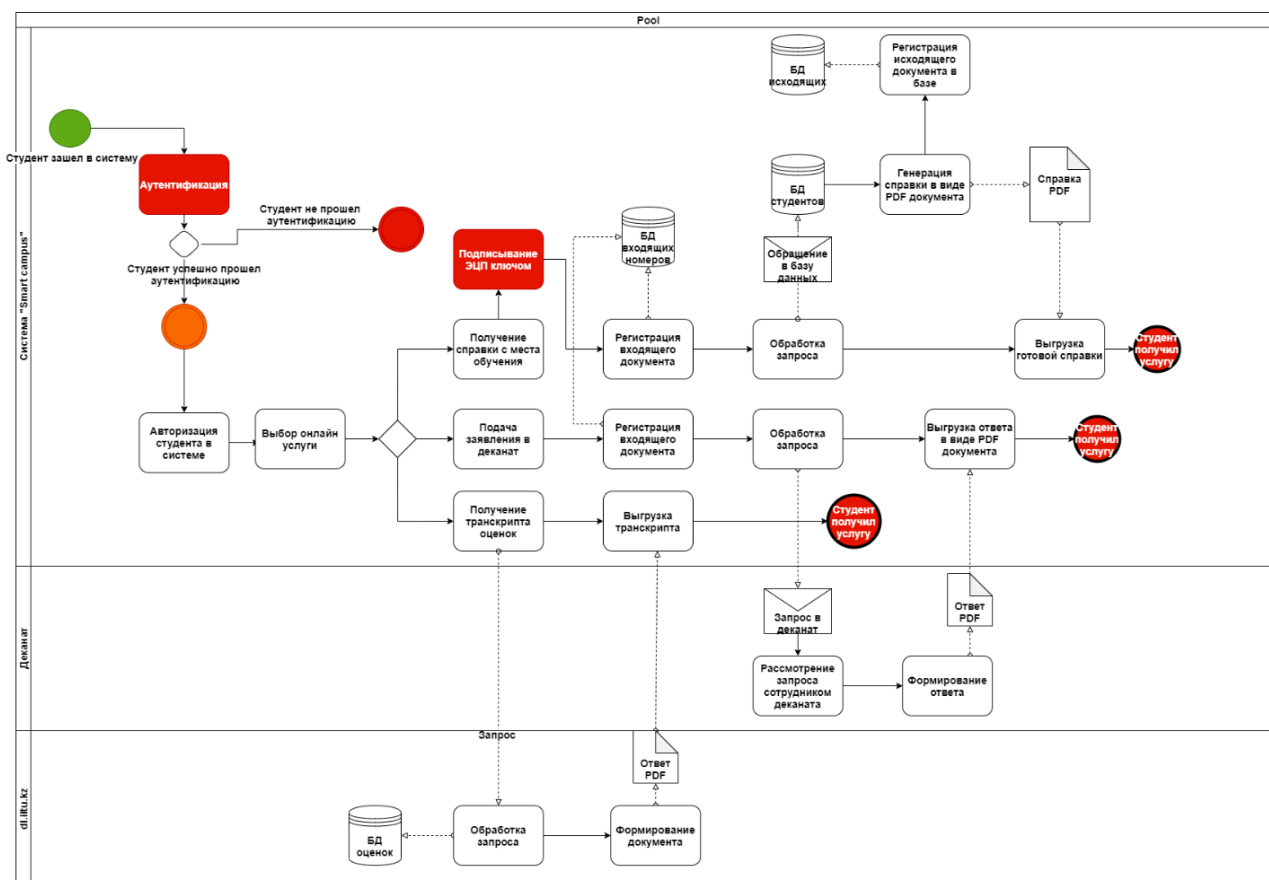 Pool
Система "Smart campus"
Студент зашел в систему
Аутентификация
Студент не прошел
аутентификацию
Студент успешно прошел
аутентификацию
Авторизация
студента в
системе
Выбор онлайн
услуги
Подписывание
ЭЦП ключом
Получение
справки с места
обучения
БД
входящих
номеров
Регистрация
входящего
документа
БД
исходящих
Регистрация
исходящего
документа в
базе
БД
студентов
Генерация
справки в виде
PDF документа
Справка
PDF
Обращение
в базу
данных
Обработка
запроса
Выгрузка
готовой справки
Студент
получил
услугу
Подача
заявления в
деканат
Регистрация
входящего
документа
Обработка
запроса
Выгрузка ответа
в виде PDF
документа
Студент
получил
услугу
Получение
транскрипта
оценок
Выгрузка
транскрипта
Студент
получил
услугу
Деканат
Запрос в
деканат
Рассмотрение
запроса
сотрудником
деканата
Формирование
ответа
Ответ
PDF
Запрос
Ответ
PDF
БД
оценок
Обработка
запроса
Формирование
документа